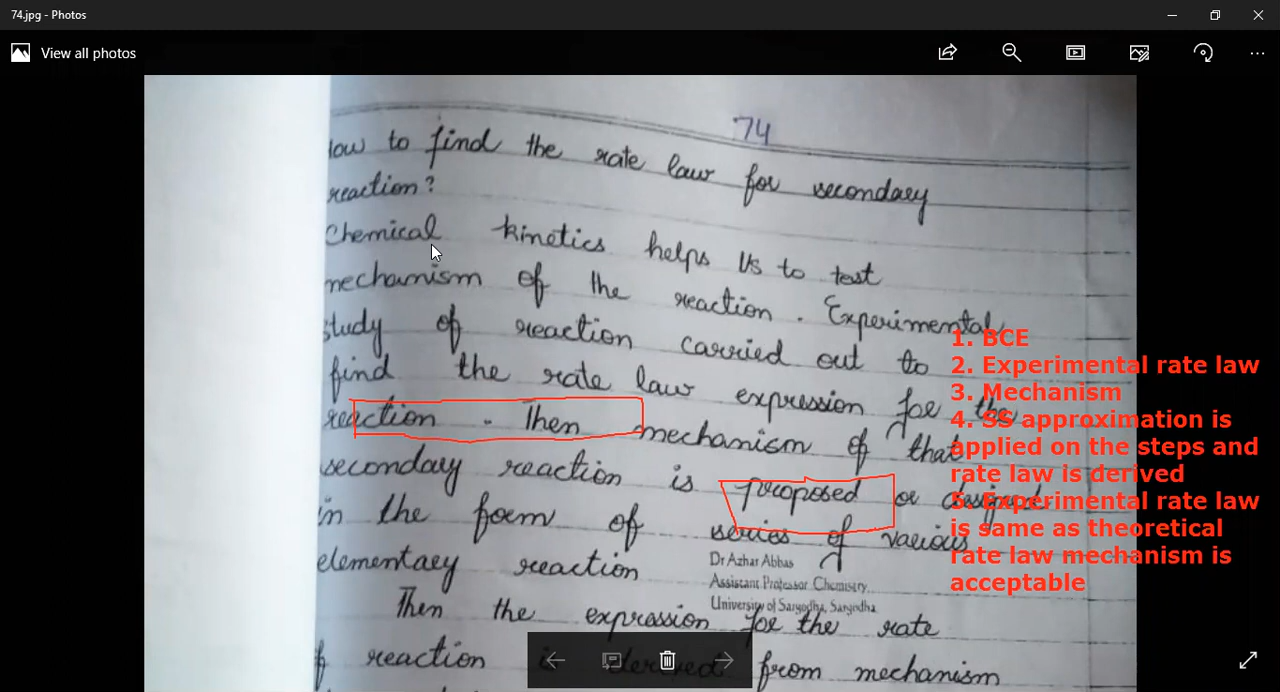 74.jpg - Photos
View all photos
74
How to find the rate law for secondary
reaction?
Chemical kinetics helps Us to test
mechanism of the reaction. Experimental
study of reaction carried out to
find the rate law expression for the
reaction. Then mechanism of that
secondary reaction is proposed or designed
in the form of series of various
elementary reaction
Then the expression for the rate
of reaction is derived from mechanism
1. BCE
2. Experimental rate law
3. Mechanism
4. SS approximation is
applied on the steps and
rate law is derived
5. Experimental rate law
is same as theoretical
rate law mechanism is
acceptable
Dr Azhar Abbas
Assistant Professor Chemistry
University of Sargodha, Sargodha